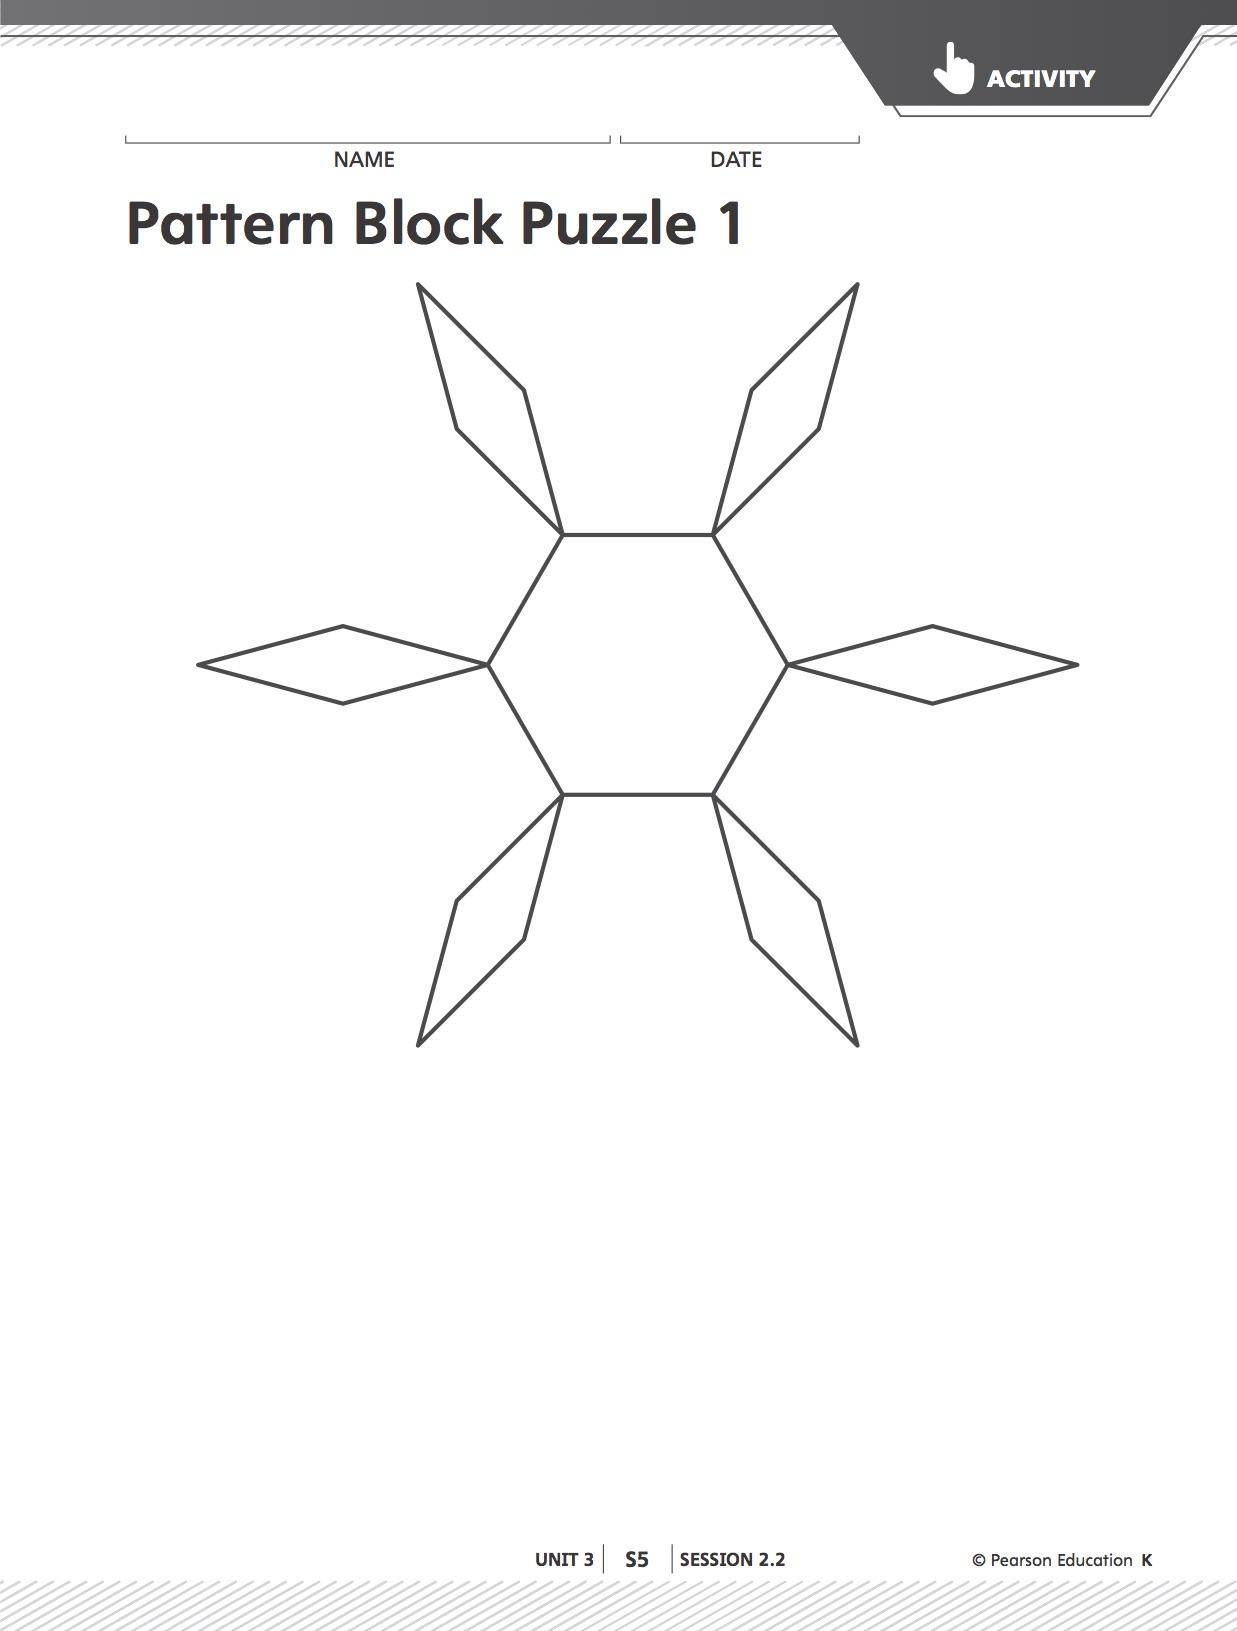 ACTIVITY
NAME DATE
Pattern Block Puzzle 1
UNIT 3 S5 SESSION 2.2 © Pearson Education K